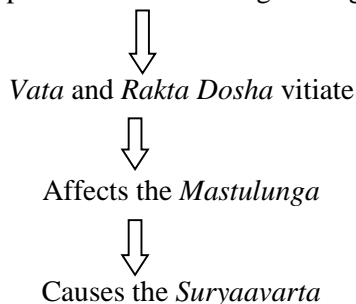 Vata and Rakta Dosha vitiate
Affects the Mastulunga
Causes the Suryaavarta